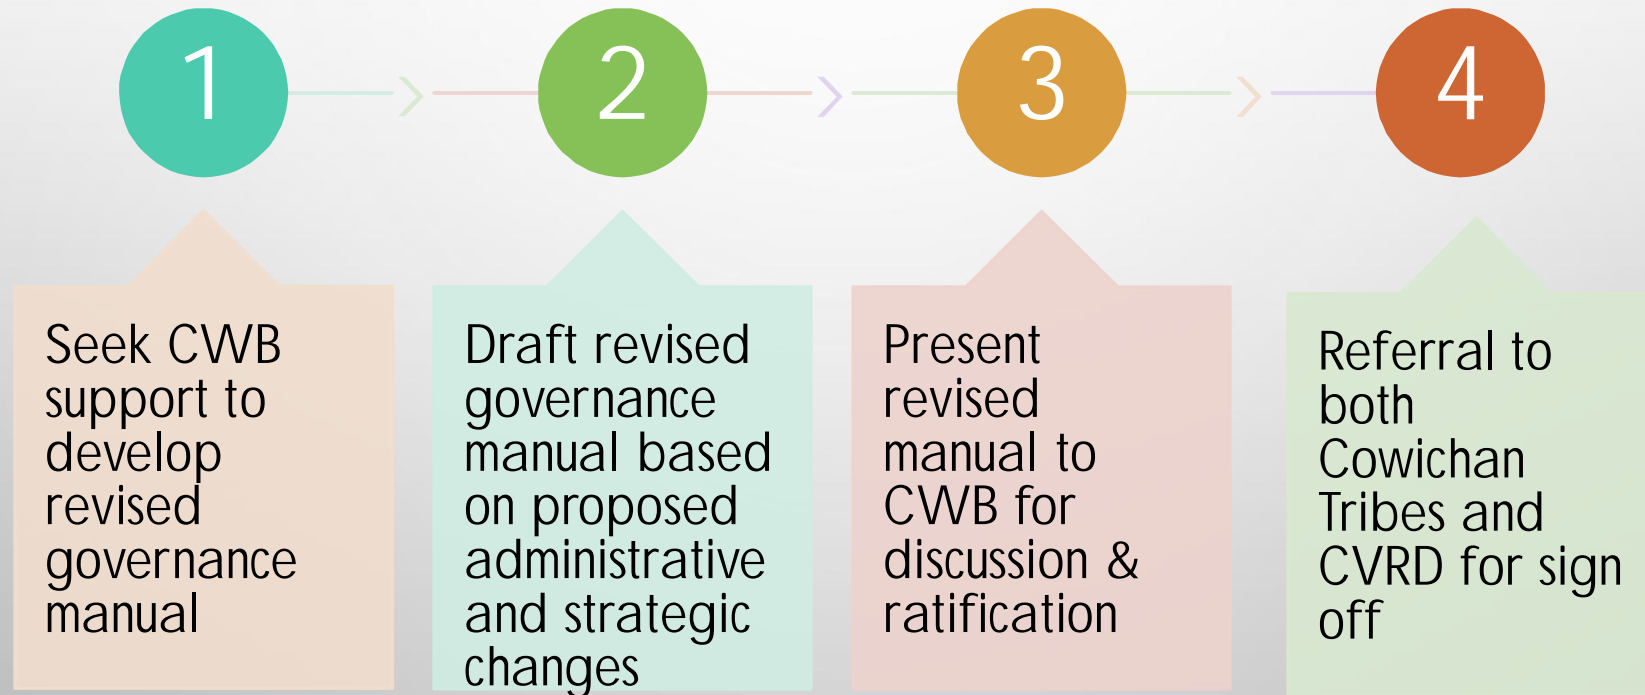 1
2
3
4
Seek CWB
support to
develop
revised
governance
manual
Draft revised
governance
manual based
on proposed
administrative
and strategic
changes
Present
revised
manual to
CWB for
discussion &
ratification
Referral to
both
Cowichan
Tribes and
CVRD for sign
off